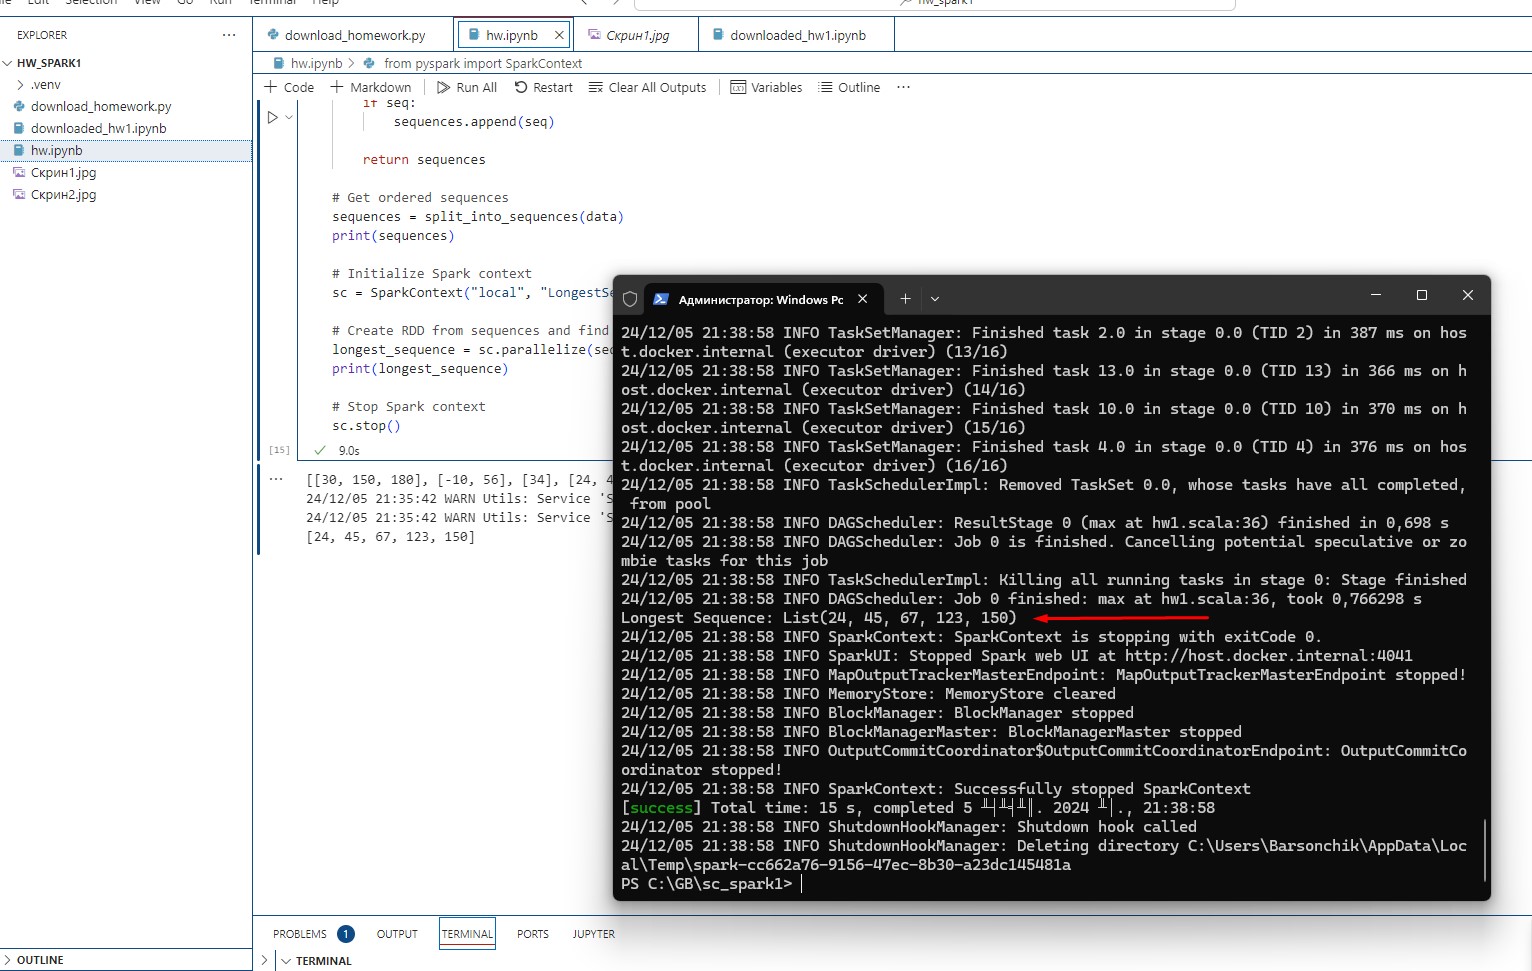 Edit Selection View Go Run Terminal Help
hw_spark1
EXPLORER ···
HW_SPARK1
.venv
download_homework.py
downloaded_hw1.ipynb
hw.ipynb
Скрин1.jpg
Скрин2.jpg
OUTLINE
download_homework.py hw.ipynb Скрин1.jpg downloaded_hw1.ipynb
hw.ipynb > from pyspark import SparkContext
+ Code + Markdown Run All Restart Clear All Outputs Variables Outline ···
if seq:
sequences.append(seq)
return sequences
# Get ordered sequences
sequences = split_into_sequences(data)
print(sequences)
# Initialize Spark context
sc = SparkContext("local", "LongestSe
# Create RDD from sequences and find
longest_sequence = sc.parallelize(seq
print(longest_sequence)
# Stop Spark context
sc.stop()
[15] 9.0s
··· [[30, 150, 180], [-10, 56], [34], [24, 4
24/12/05 21:35:42 WARN Utils: Service 'S
24/12/05 21:35:42 WARN Utils: Service 'S
[24, 45, 67, 123, 150]
Администратор: Windows Pc
24/12/05 21:38:58 INFO TaskSetManager: Finished task 2.0 in stage 0.0 (TID 2) in 387 ms on hos
t.docker.internal (executor driver) (13/16)
24/12/05 21:38:58 INFO TaskSetManager: Finished task 13.0 in stage 0.0 (TID 13) in 366 ms on h
ost.docker.internal (executor driver) (14/16)
24/12/05 21:38:58 INFO TaskSetManager: Finished task 10.0 in stage 0.0 (TID 10) in 370 ms on h
ost.docker.internal (executor driver) (15/16)
24/12/05 21:38:58 INFO TaskSetManager: Finished task 4.0 in stage 0.0 (TID 4) in 376 ms on hos
t.docker.internal (executor driver) (16/16)
24/12/05 21:38:58 INFO TaskSchedulerImpl: Removed TaskSet 0.0, whose tasks have all completed,
from pool
24/12/05 21:38:58 INFO DAGScheduler: ResultStage 0 (max at hw1.scala:36) finished in 0,698 s
24/12/05 21:38:58 INFO DAGScheduler: Job 0 is finished. Cancelling potential speculative or zo
mbie tasks for this job
24/12/05 21:38:58 INFO TaskSchedulerImpl: Killing all running tasks in stage 0: Stage finished
24/12/05 21:38:58 INFO DAGScheduler: Job 0 finished: max at hw1.scala:36, took 0,766298 s
Longest Sequence: List(24, 45, 67, 123, 150)
24/12/05 21:38:58 INFO SparkContext: SparkContext is stopping with exitCode 0.
24/12/05 21:38:58 INFO SparkUI: Stopped Spark web UI at http://host.docker.internal:4041
24/12/05 21:38:58 INFO MapOutputTrackerMasterEndpoint: MapOutputTrackerMasterEndpoint stopped!
24/12/05 21:38:58 INFO MemoryStore: MemoryStore cleared
24/12/05 21:38:58 INFO BlockManager: BlockManager stopped
24/12/05 21:38:58 INFO BlockManagerMaster: BlockManagerMaster stopped
24/12/05 21:38:58 INFO OutputCommitCoordinator$OutputCommitCoordinatorEndpoint: OutputCommitCo
ordinator stopped!
24/12/05 21:38:58 INFO SparkContext: Successfully stopped SparkContext
[success] Total time: 15 s, completed 5 . 2024 ., 21:38:58
24/12/05 21:38:58 INFO ShutdownHookManager: Shutdown hook called
24/12/05 21:38:58 INFO ShutdownHookManager: Deleting directory C:\Users\Barsonchik\AppData\Loc
al\Temp\spark-cc662a76-9156-47ec-8b30-a23dc145481a
PS C:\GB\sc_spark1>
PROBLEMS 1 OUTPUT TERMINAL PORTS JUPYTER
TERMINAL